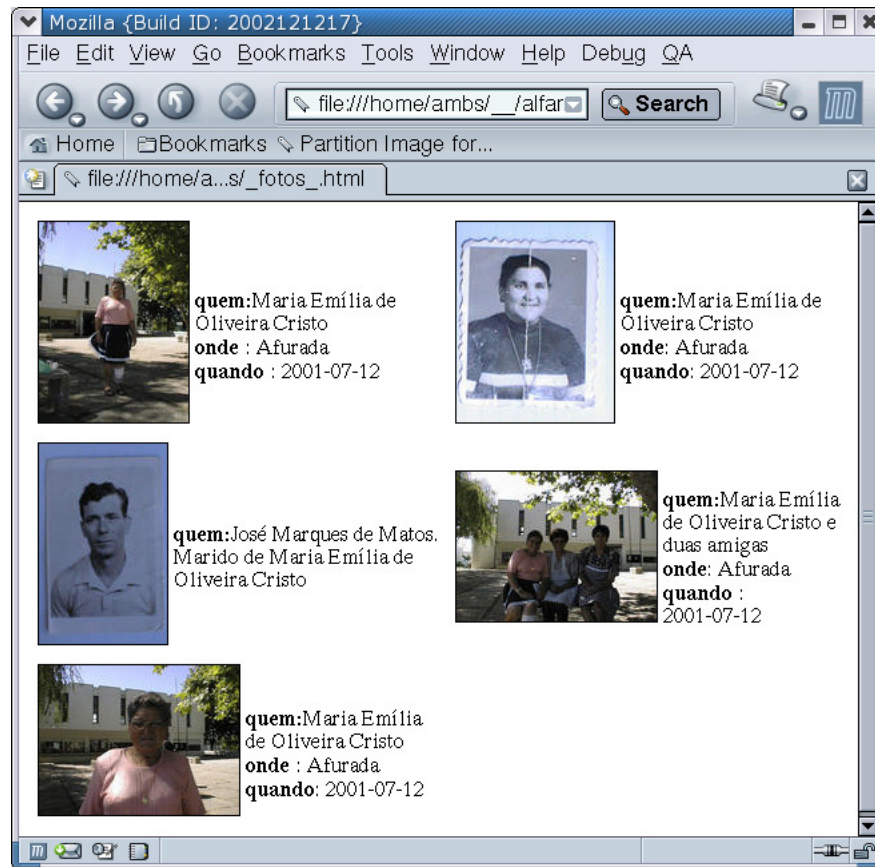 Mozilla {Build ID: 2002121217}
File Edit View Go Bookmarks Tools Window Help Debug QA
file:///home/ambs/__/alfar
Search
Home Bookmarks Partition Image for...
file:///home/a...s/_fotos_.html
quem:Maria Emília de
Oliveira Cristo
onde : Afurada
quando : 2001-07-12
quem:Maria Emília de
Oliveira Cristo
onde: Afurada
quando: 2001-07-12
quem:José Marques de Matos.
Marido de Maria Emília de
Oliveira Cristo
quem:Maria Emília
de Oliveira Cristo e
duas amigas
onde: Afurada
quando :
2001-07-12
quem:Maria Emília
de Oliveira Cristo
onde : Afurada
quando: 2001-07-12